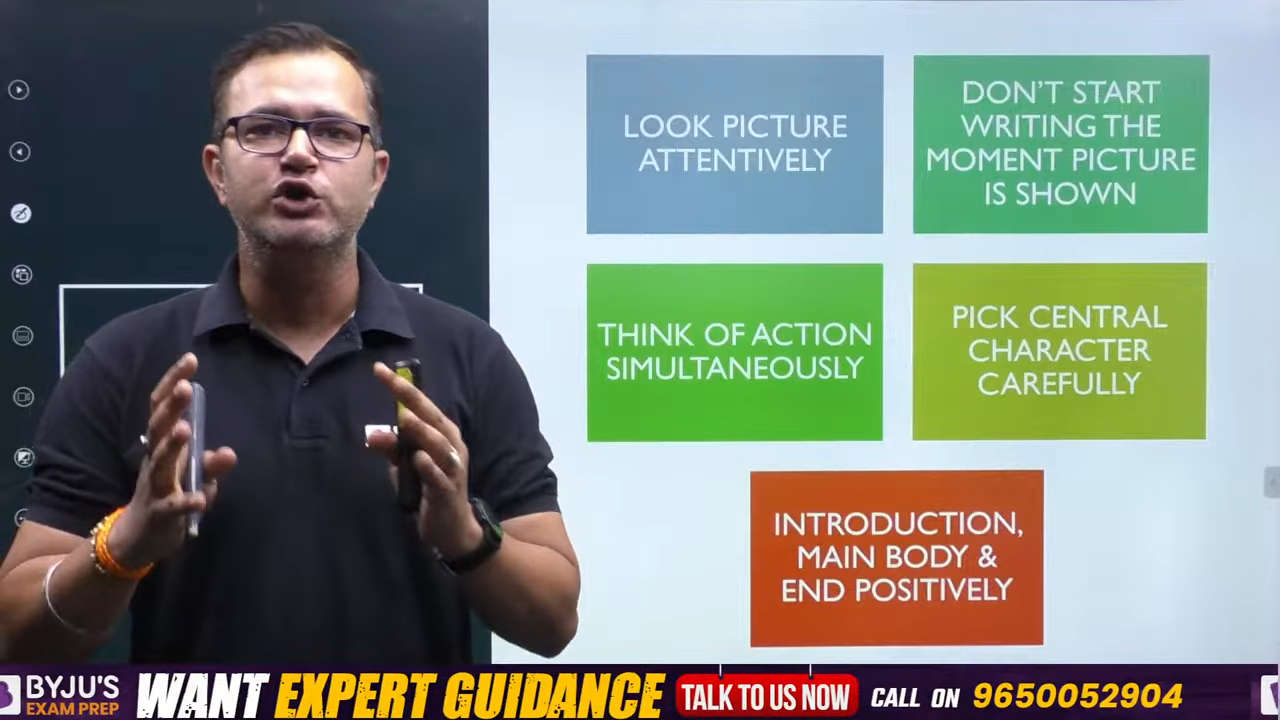 LOOK PICTURE
ATTENTIVELY
DON'T START
WRITING THE
MOMENT PICTURE
IS SHOWN
THINK OF ACTION
SIMULTANEOUSLY
PICK CENTRAL
CHARACTER
CAREFULLY
INTRODUCTION,
MAIN BODY &
END POSITIVELY
BYJU'S
EXAM PREP
WANT EXPERT GUIDANCE
TALK TO US NOW
CALL ON 9650052904